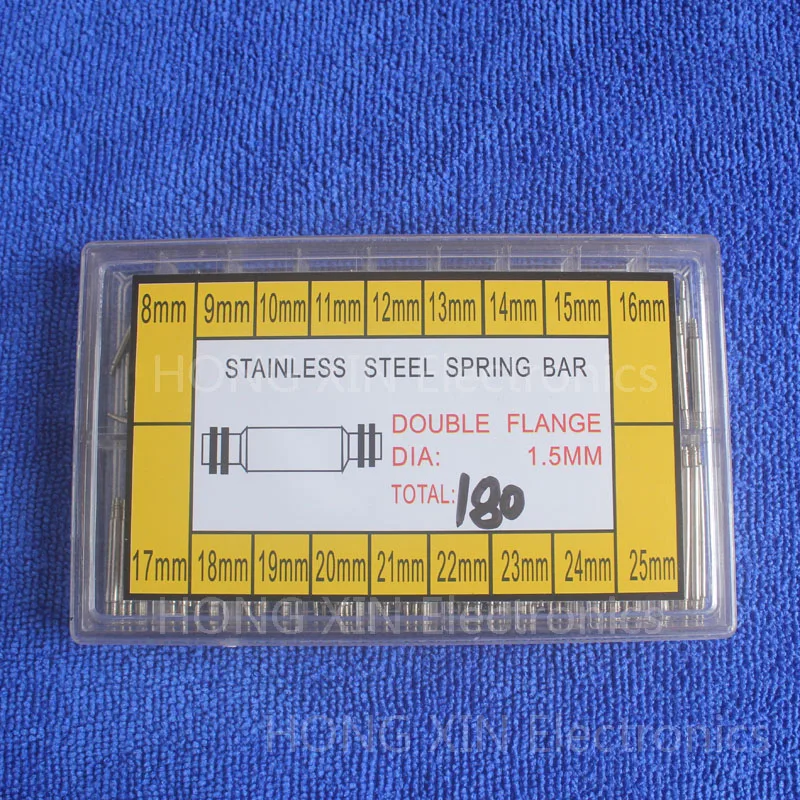 8mm 9mm 10mm 11mm 12mm 13mm 14mm 15mm 16mm
STAINLESS STEEL SPRING BAR
HONG XIN Electronics
DOUBLE FLANGE
DIA: 1.5MM
TOTAL: 180
17mm 18mm 19mm 20mm 21mm 22mm 23mm 24mm 25mm
HONG XIN Electronics
HONG XIN Electronics